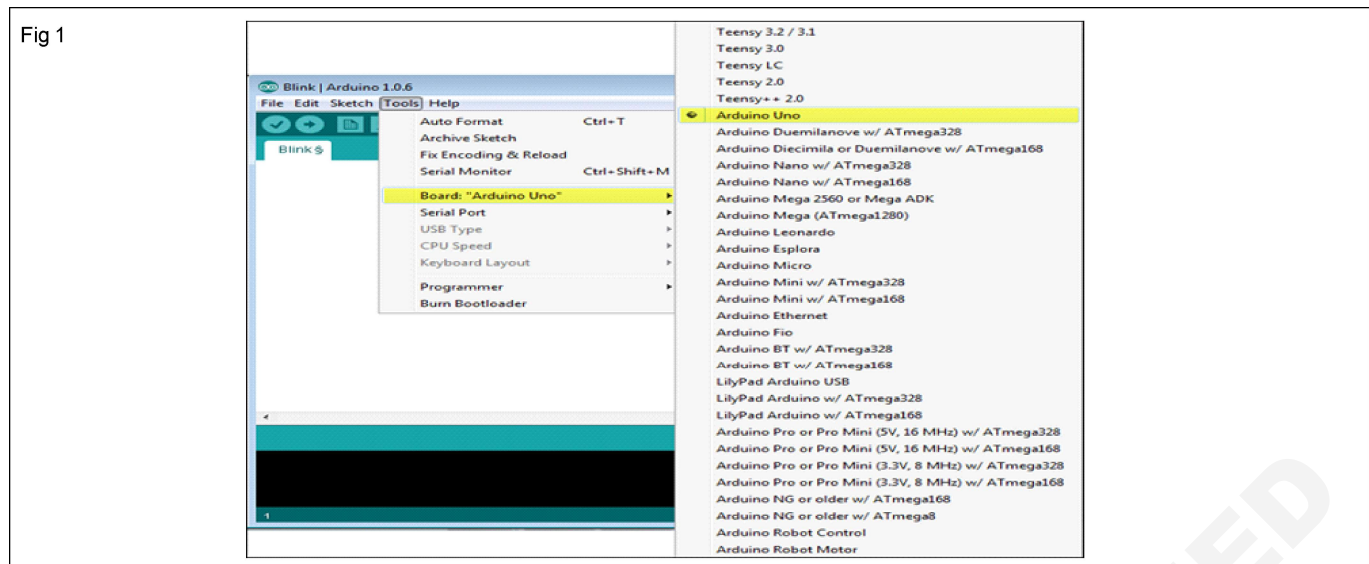 Fig 1
Blink | Arduino 1.0.6
File Edit Sketch Tools Help
Blink §
Auto Format Ctrl+T
Archive Sketch
Fix Encoding & Reload
Serial Monitor Ctrl+Shift+M
Board: "Arduino Uno"
Serial Port
USB Type
CPU Speed
Keyboard Layout
Programmer
Burn Bootloader
1
Teensy 3.2 / 3.1
Teensy 3.0
Teensy LC
Teensy 2.0
Teensy++ 2.0
Arduino Uno
Arduino Duemilanove w/ ATmega328
Arduino Diecimila or Duemilanove w/ ATmega168
Arduino Nano w/ ATmega328
Arduino Nano w/ ATmega168
Arduino Mega 2560 or Mega ADK
Arduino Mega (ATmega1280)
Arduino Leonardo
Arduino Esplora
Arduino Micro
Arduino Mini w/ ATmega328
Arduino Mini w/ ATmega168
Arduino Ethernet
Arduino Fio
Arduino BT w/ ATmega328
Arduino BT w/ ATmega168
LilyPad Arduino USB
LilyPad Arduino w/ ATmega328
LilyPad Arduino w/ ATmega168
Arduino Pro or Pro Mini (5V, 16 MHz) w/ ATmega328
Arduino Pro or Pro Mini (5V, 16 MHz) w/ ATmega168
Arduino Pro or Pro Mini (3.3V, 8 MHz) w/ ATmega328
Arduino Pro or Pro Mini (3.3V, 8 MHz) w/ ATmega168
Arduino NG or older w/ ATmega168
Arduino NG or older w/ ATmega8
Arduino Robot Control
Arduino Robot Motor
ED